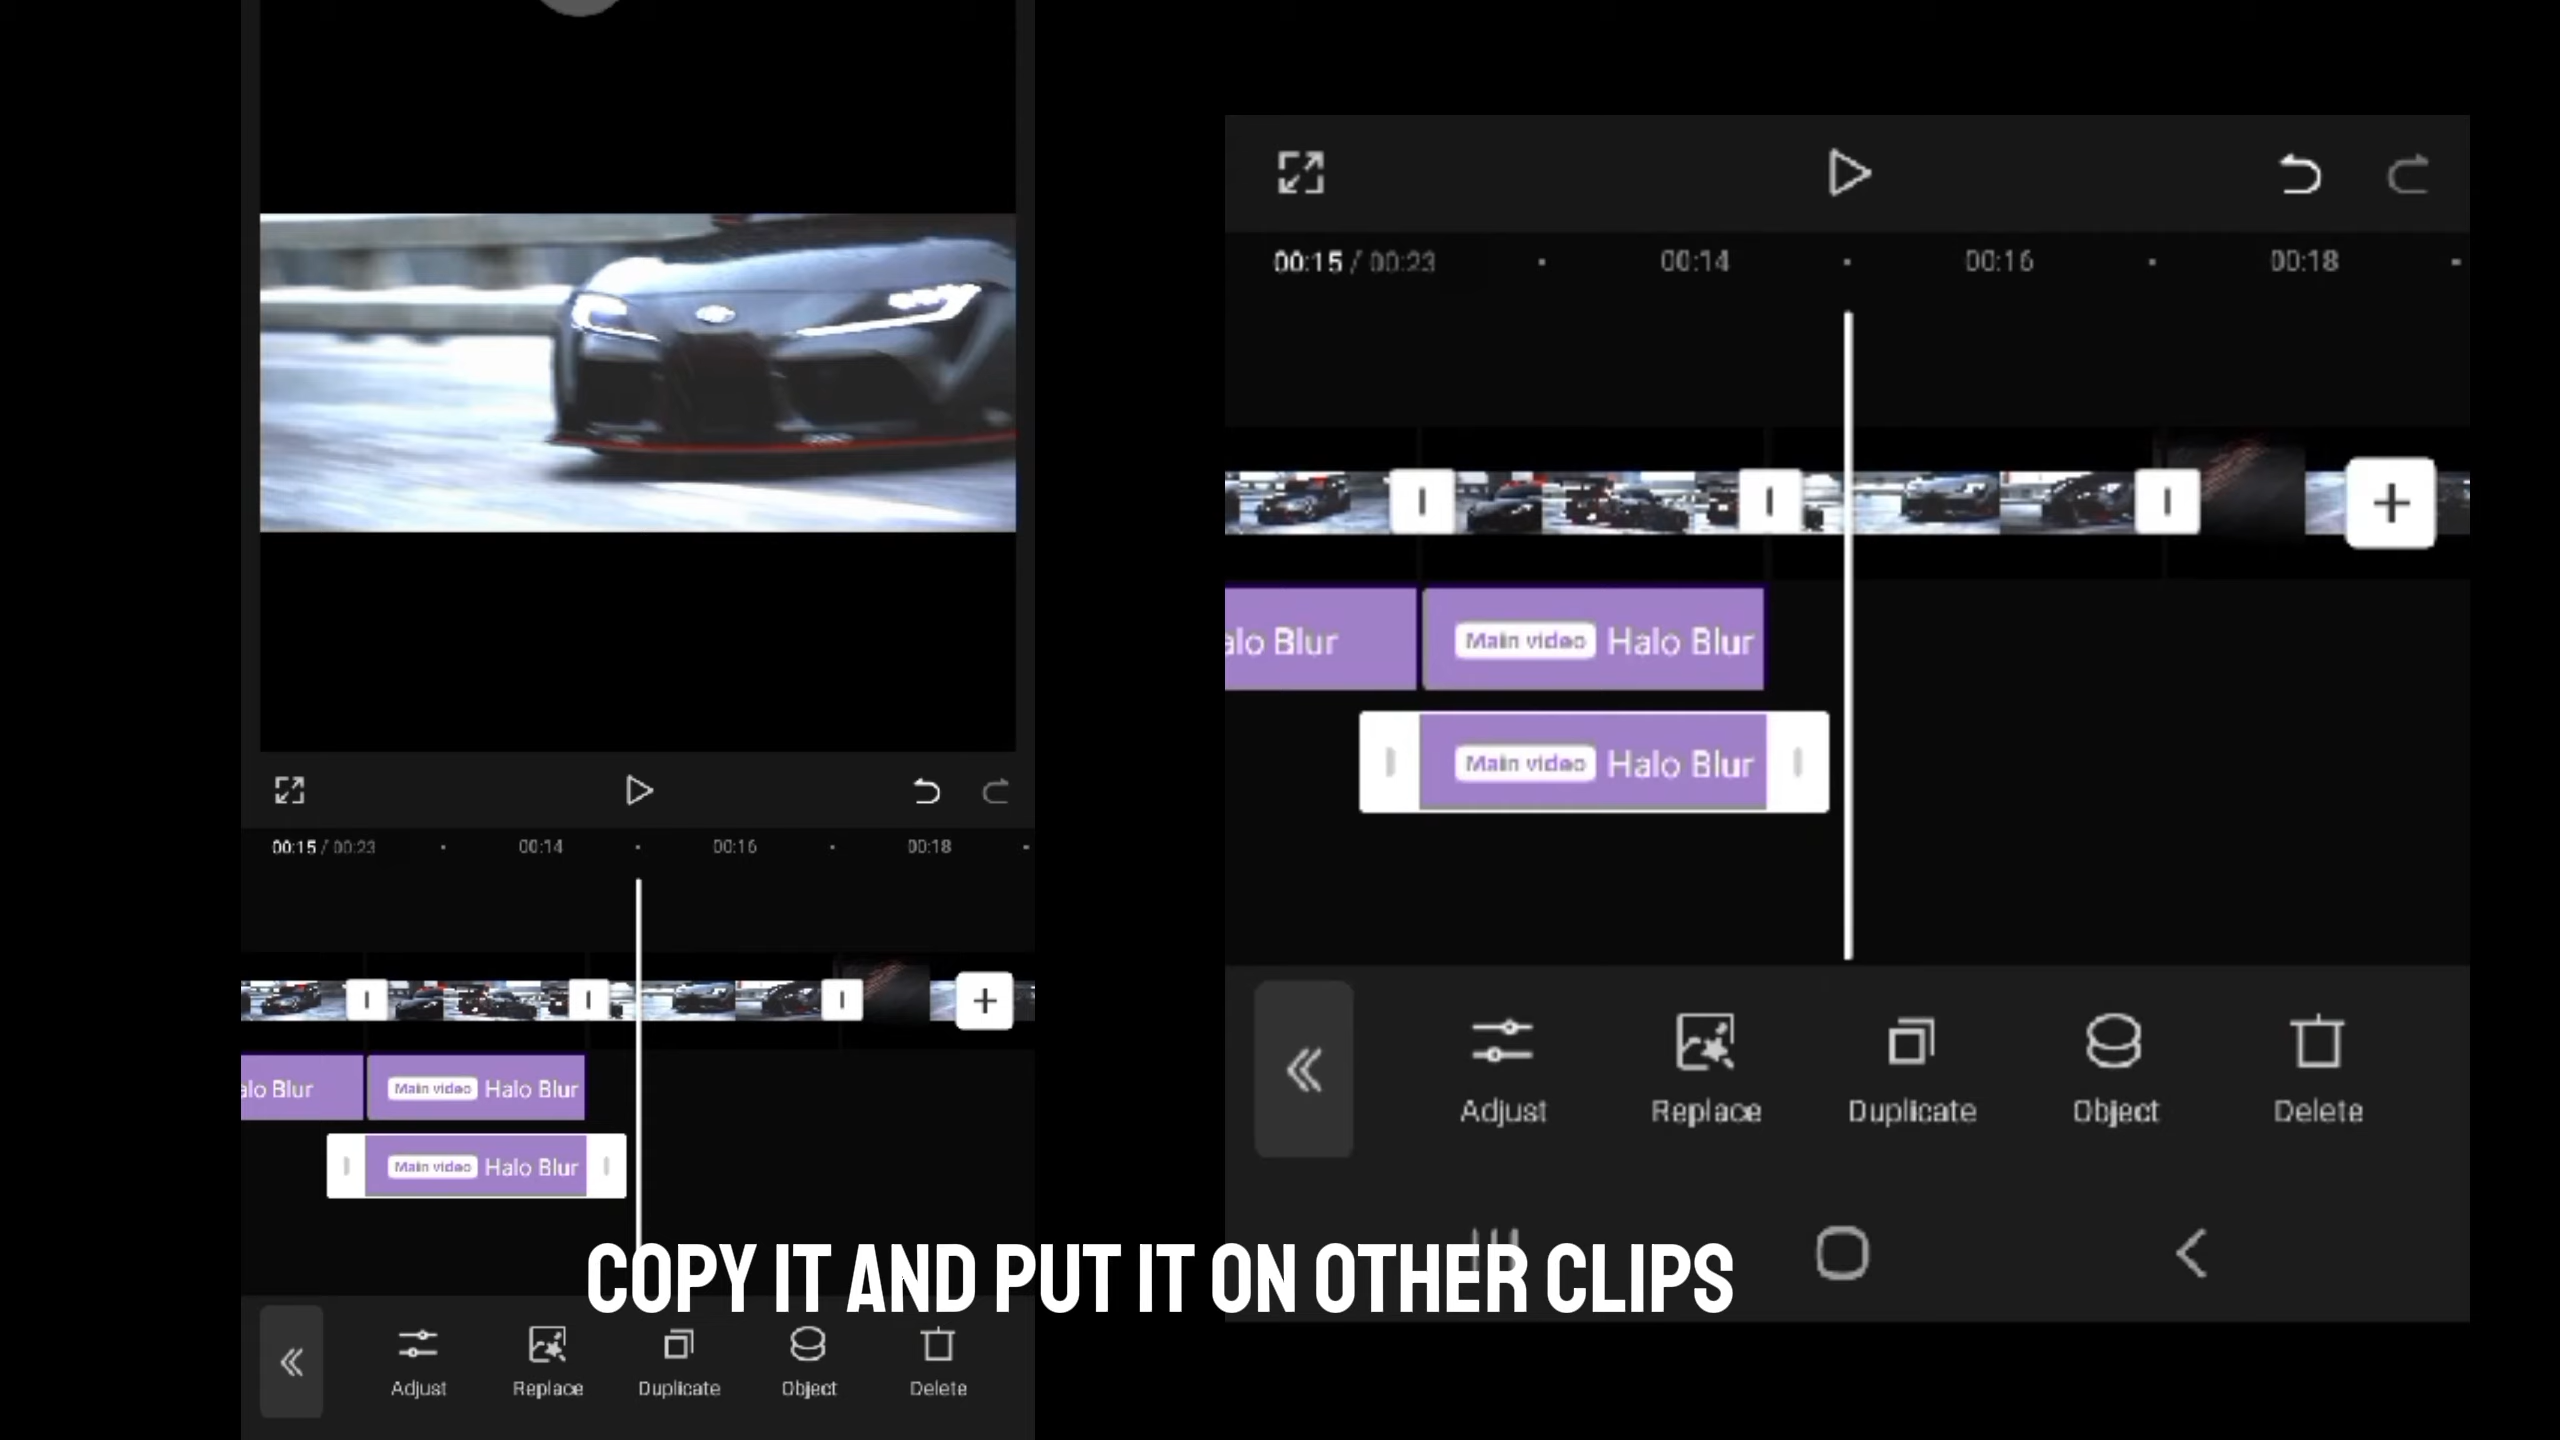 00:15 / 00:23 00:14 00:16 00:18
alo Blur Main video Halo Blur
Main video Halo Blur
Adjust Replace Duplicate Object Delete
00:15 / 00:23 00:14 00:16 00:18
alo Blur Main video Halo Blur
Main video Halo Blur
Adjust Replace Duplicate Object Delete
COPY IT AND PUT IT ON OTHER CLIPS